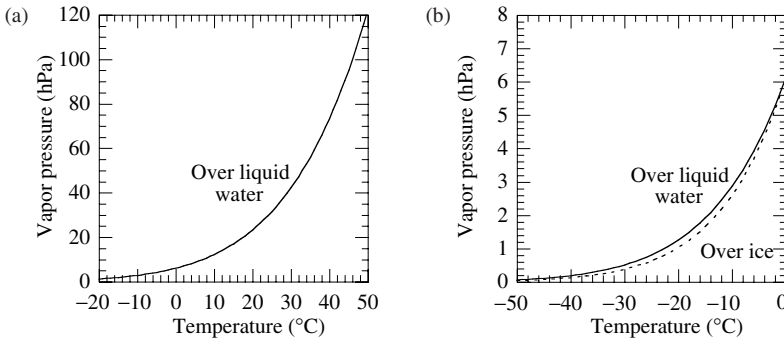 (a)
120
100
80
60
40
20
0
Vapor pressure (hPa)
Over liquid
water
−20 −10 0 10 20 30 40 50
Temperature (°C)
(b)
8
7
6
5
4
3
2
1
0
Vapor pressure (hPa)
Over liquid
water
Over ice
−50 −40 −30 −20 −10 0
Temperature (°C)